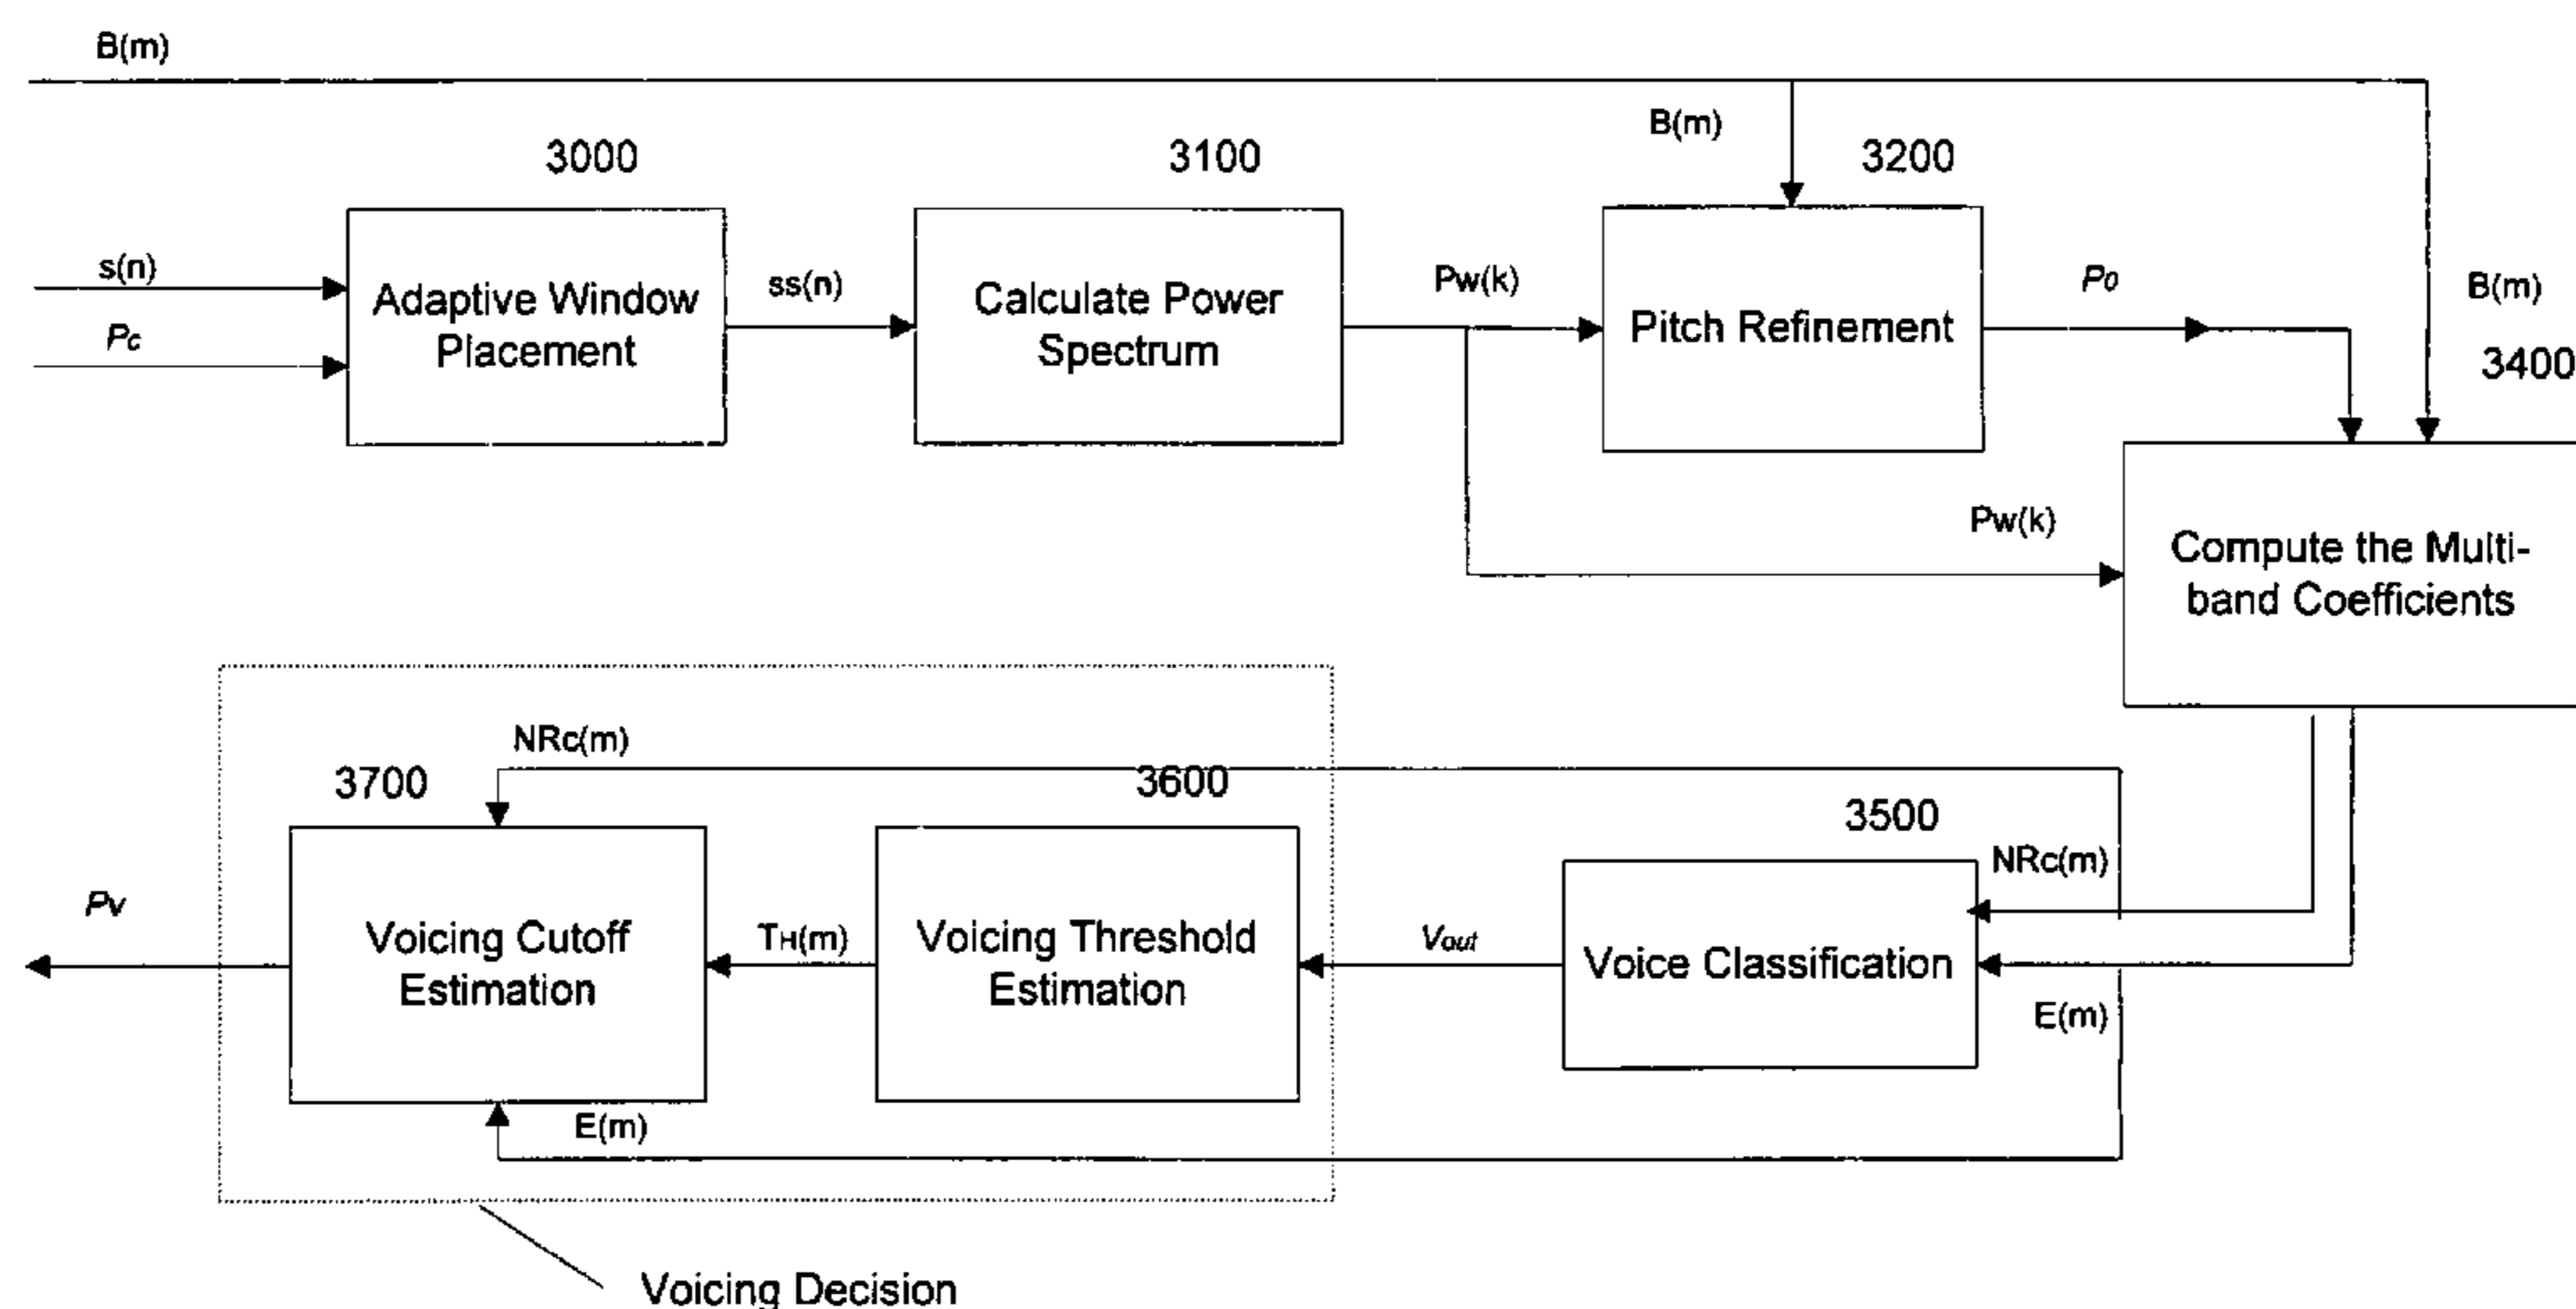 B(m)
B(m)
3000
3100
3200
s(n)
Pc
Adaptive Window
Placement
ss(n)
Calculate Power
Spectrum
Pw(k)
Pitch Refinement
P0
B(m)
3400
Pw(k)
Compute the Multi-
band Coefficients
NRc(m)
3700
3600
3500
NRc(m)
Pv
Voicing Cutoff
Estimation
TH(m)
Voicing Threshold
Estimation
Vout
Voice Classification
E(m)
E(m)
Voicing Decision